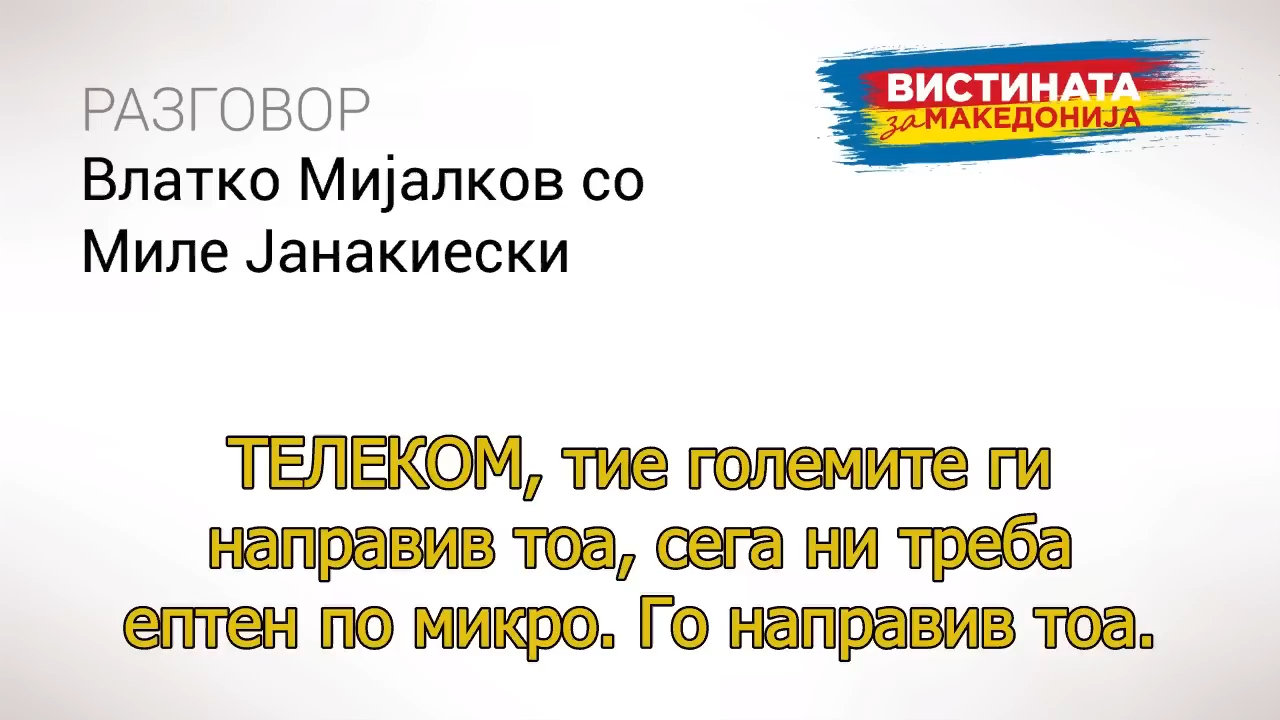 РАЗГОВОР
Влатко Мијалков со
Миле Јанакиески
ВИСТИНАТА
за МАКЕДОНИЈА
ТЕЛЕКОМ, тие големите ги
направив тоа, сега ни треба
ептен по микро. Го направив тоа.